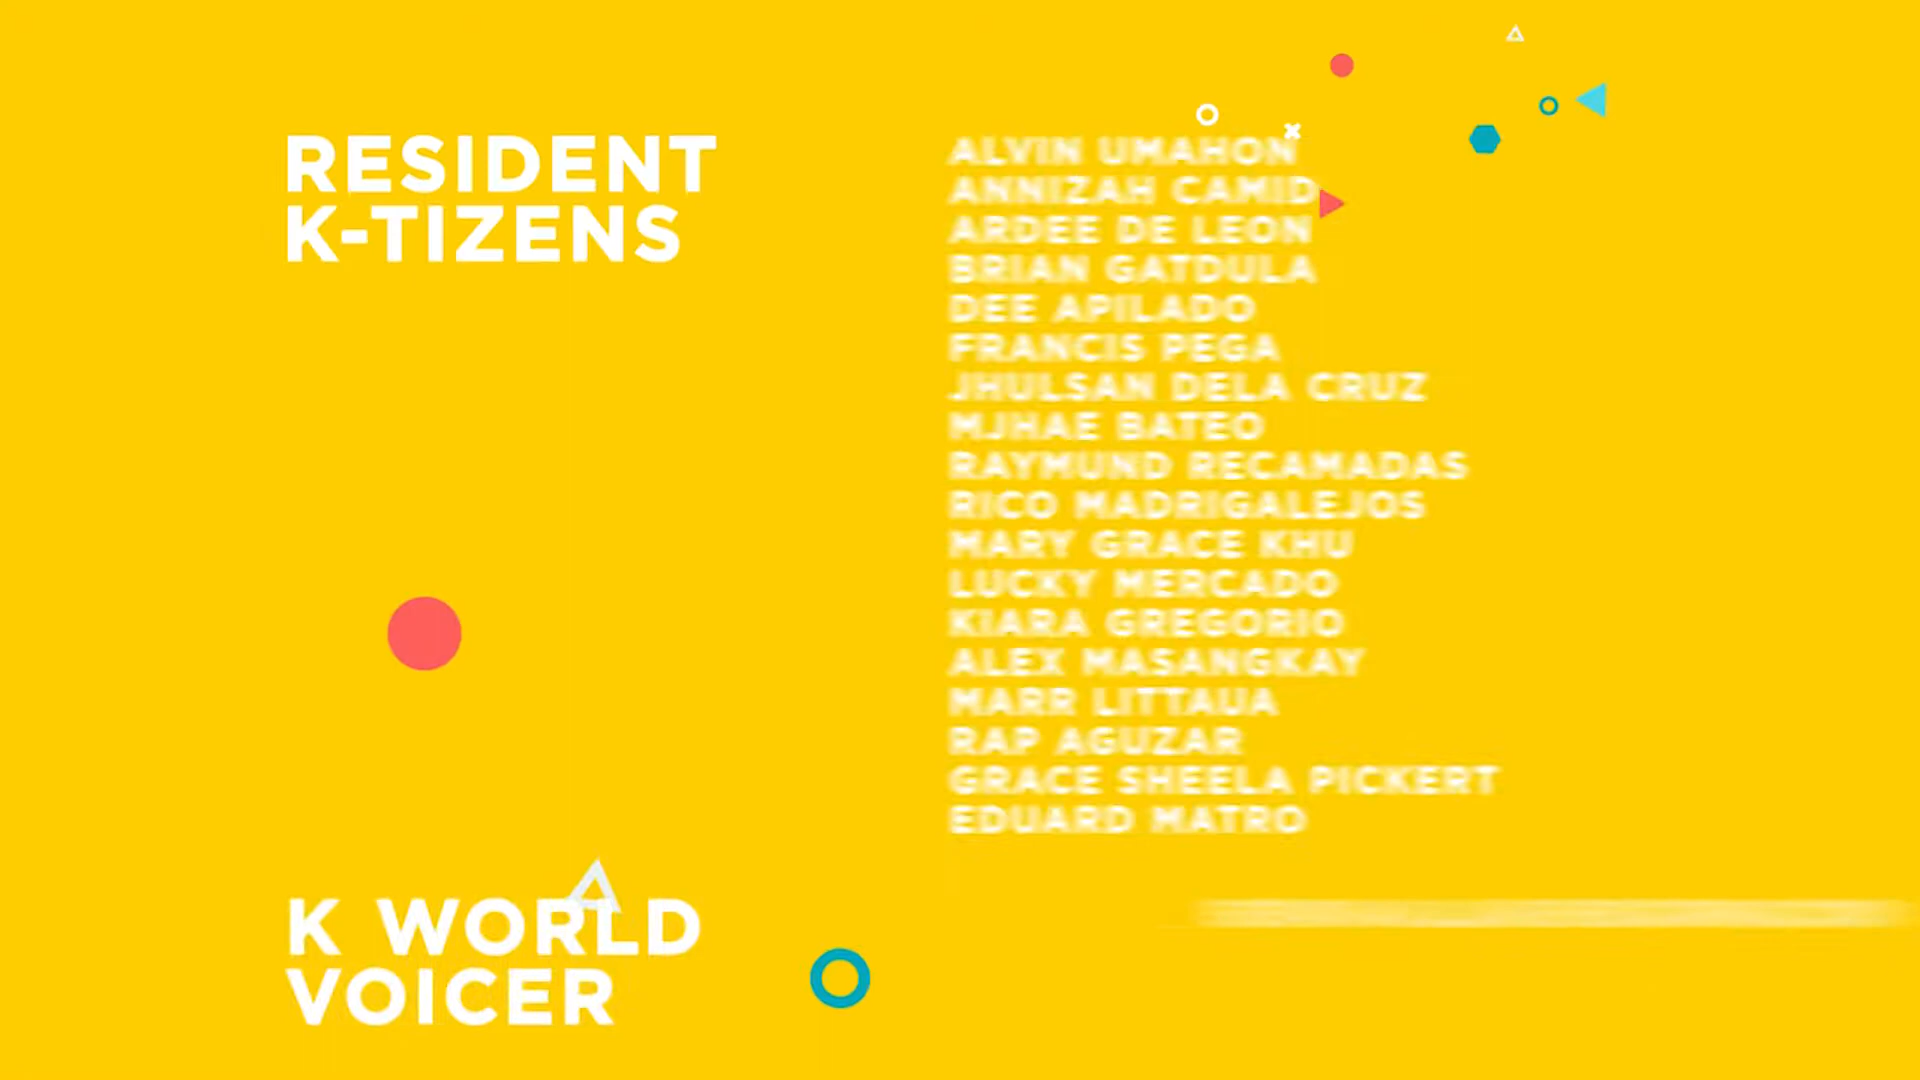 RESIDENT
K-TIZENS
ALVIN UMAHON
ANNIZAH CAMID
ARDEE DE LEON
BRIAN GATDULA
DEE APILADO
FRANCIS PEGA
JHULSAN DELA CRUZ
MJHAE BATEO
RAYMUND RECAMADAS
RICO MADRIGALEJOS
MARY GRACE KHU
LUCKY MERCADO
KIARA GREGORIO
ALEX MASANGKAY
MARR LITTAUA
RAP AGUZAR
GRACE SHEELA PICKERT
EDUARD MATRO
K WORLD
VOICER